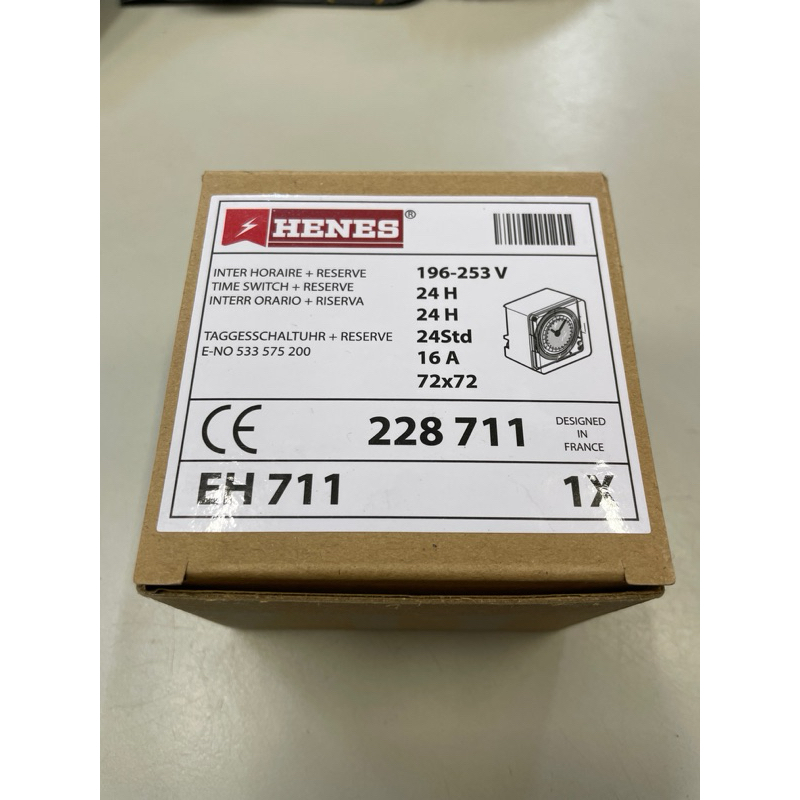 HENES®
INTER HORAIRE + RESERVE
TIME SWITCH + RESERVE
INTERR ORARIO + RISERVA
TAGGESSCHALTUHR + RESERVE
E-NO 533 575 200
196-253 V
24 H
24 H
24Std
16 A
72x72
CE
228 711
DESIGNED
IN
FRANCE
EH 711
1X